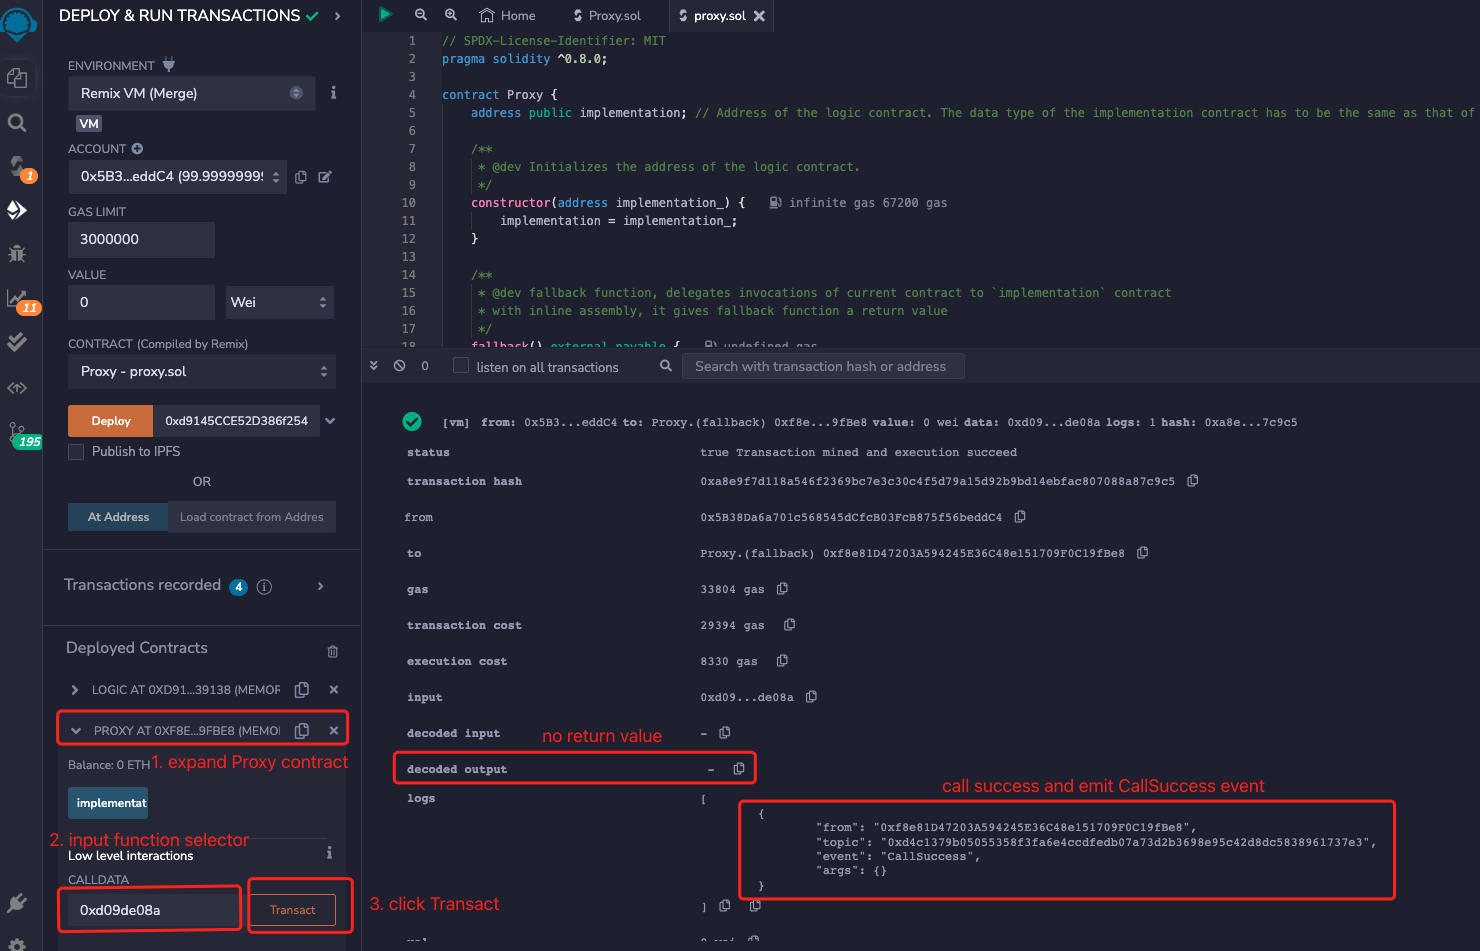 DEPLOY & RUN TRANSACTIONS
ENVIRONMENT
Remix VM (Merge)
VM
ACCOUNT
0x5B3...eddC4 (99.9999999
GAS LIMIT
3000000
VALUE
0
Wei
CONTRACT (Compiled by Remix)
Proxy - proxy.sol
Deploy
0xd9145CCE52D386f254
Publish to IPFS
OR
At Address
Load contract from Addres
Transactions recorded 4
Deployed Contracts
LOGIC AT 0XD91...39138 (MEMOR
PROXY AT 0XF8E...9FBE8 (MEMOI
Balance: 0 ETH
1. expand Proxy contract
implementat
2. input function selector
Low level interactions
CALLDATA
0xd09de08a
Transact
3. click Transact
1
11
195
Home
Proxy.sol
proxy.sol
1 // SPDX-License-Identifier: MIT
2 pragma solidity ^0.8.0;
3
4 contract Proxy {
5 address public implementation; // Address of the logic contract. The data type of the implementation contract has to be the same as that of
6
7 /**
8 * @dev Initializes the address of the logic contract.
9 */
10 constructor(address implementation_) { infinite gas 67200 gas
11 implementation = implementation_;
12 }
13
14 /**
15 * @dev fallback function, delegates invocations of current contract to `implementation` contract
16 * with inline assembly, it gives fallback function a return value
17 */
18 fallback() external payable { undefined gas
0
listen on all transactions
Search with transaction hash or address
[vm] from: 0x5B3...eddC4 to: Proxy.(fallback) 0xf8e...9fBe8 value: 0 wei data: 0xd09...de08a logs: 1 hash: 0xa8e...7c9c5
status true Transaction mined and execution succeed
transaction hash 0xa8e9f7d118a546f2369bc7e3c30c4f5d79a15d92b9bd14ebfac807088a87c9c5
from 0x5B38Da6a701c568545dCfcB03FcB875f56beddC4
to Proxy.(fallback) 0xf8e81D47203A594245E36C48e151709F0C19fBe8
gas 33804 gas
transaction cost 29394 gas
execution cost 8330 gas
input 0xd09...de08a
decoded input -
no return value
decoded output -
call success and emit CallSuccess event
logs [
{
"from": "0xf8e81D47203A594245E36C48e151709F0C19fBe8",
"topic": "0xd4c1379b05055358f3fa6e4ccdfedb07a73d2b3698e95c42d8dc5838961737e3",
"event": "CallSuccess",
"args": {}
}
]
val 0 wei